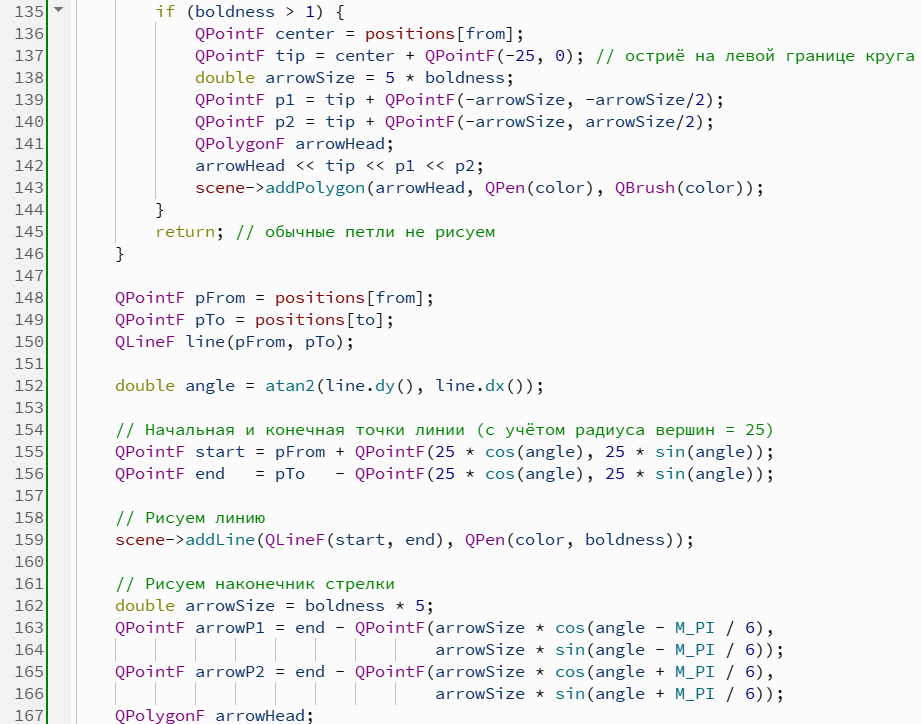 135 if (boldness > 1) {
136 QPointF center = positions[from];
137 QPointF tip = center + QPointF(-25, 0); // остриё на левой границе круга
138 double arrowSize = 5 * boldness;
139 QPointF p1 = tip + QPointF(-arrowSize, -arrowSize/2);
140 QPointF p2 = tip + QPointF(-arrowSize, arrowSize/2);
141 QPolygonF arrowHead;
142 arrowHead << tip << p1 << p2;
143 scene->addPolygon(arrowHead, QPen(color), QBrush(color));
144 }
145 return; // обычные петли не рисуем
146 }
147
148 QPointF pFrom = positions[from];
149 QPointF pTo = positions[to];
150 QLineF line(pFrom, pTo);
151
152 double angle = atan2(line.dy(), line.dx());
153
154 // Начальная и конечная точки линии (с учётом радиуса вершин = 25)
155 QPointF start = pFrom + QPointF(25 * cos(angle), 25 * sin(angle));
156 QPointF end   = pTo   - QPointF(25 * cos(angle), 25 * sin(angle));
157
158 // Рисуем линию
159 scene->addLine(QLineF(start, end), QPen(color, boldness));
160
161 // Рисуем наконечник стрелки
162 double arrowSize = boldness * 5;
163 QPointF arrowP1 = end - QPointF(arrowSize * cos(angle - M_PI / 6),
164 arrowSize * sin(angle - M_PI / 6));
165 QPointF arrowP2 = end - QPointF(arrowSize * cos(angle + M_PI / 6),
166 arrowSize * sin(angle + M_PI / 6));
167 QPolygonF arrowHead;